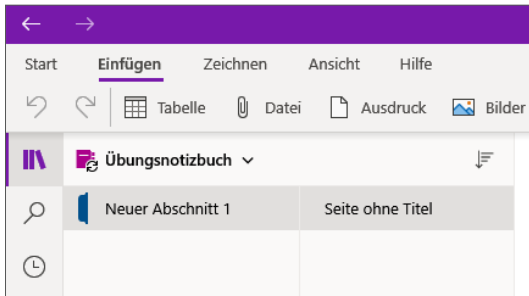 Start Einfügen Zeichnen Ansicht Hilfe
Tabelle Datei Ausdruck Bilder
Übungsnotizbuch
Neuer Abschnitt 1 Seite ohne Titel